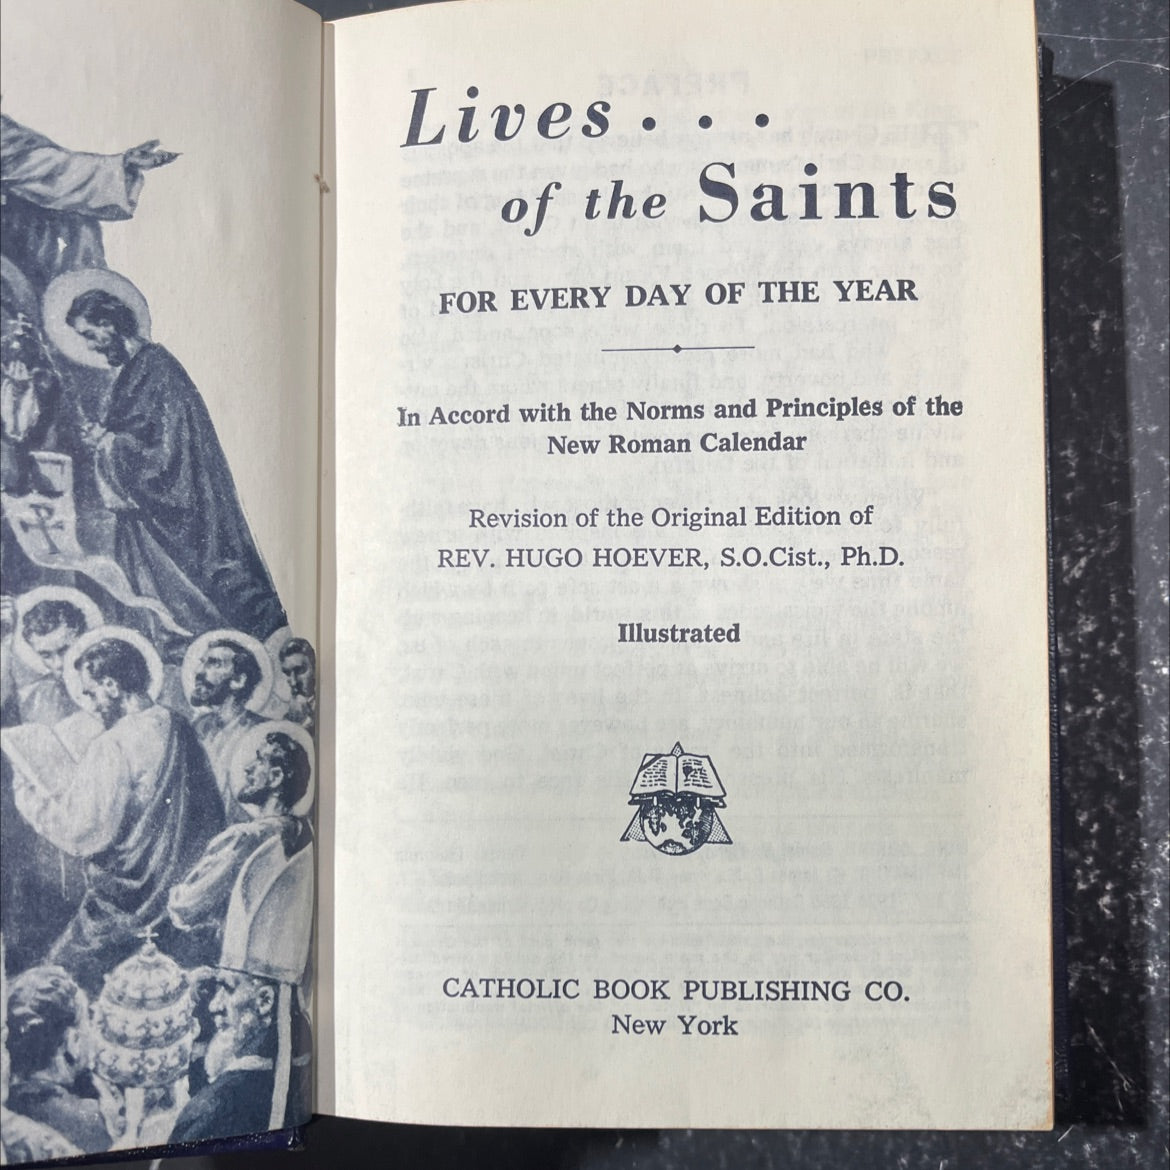 Lives . . .
of the Saints
FOR EVERY DAY OF THE YEAR
In Accord with the Norms and Principles of the
New Roman Calendar
Revision of the Original Edition of
REV. HUGO HOEVER, S.O.Cist., Ph.D.
Illustrated
CATHOLIC BOOK PUBLISHING CO.
New York